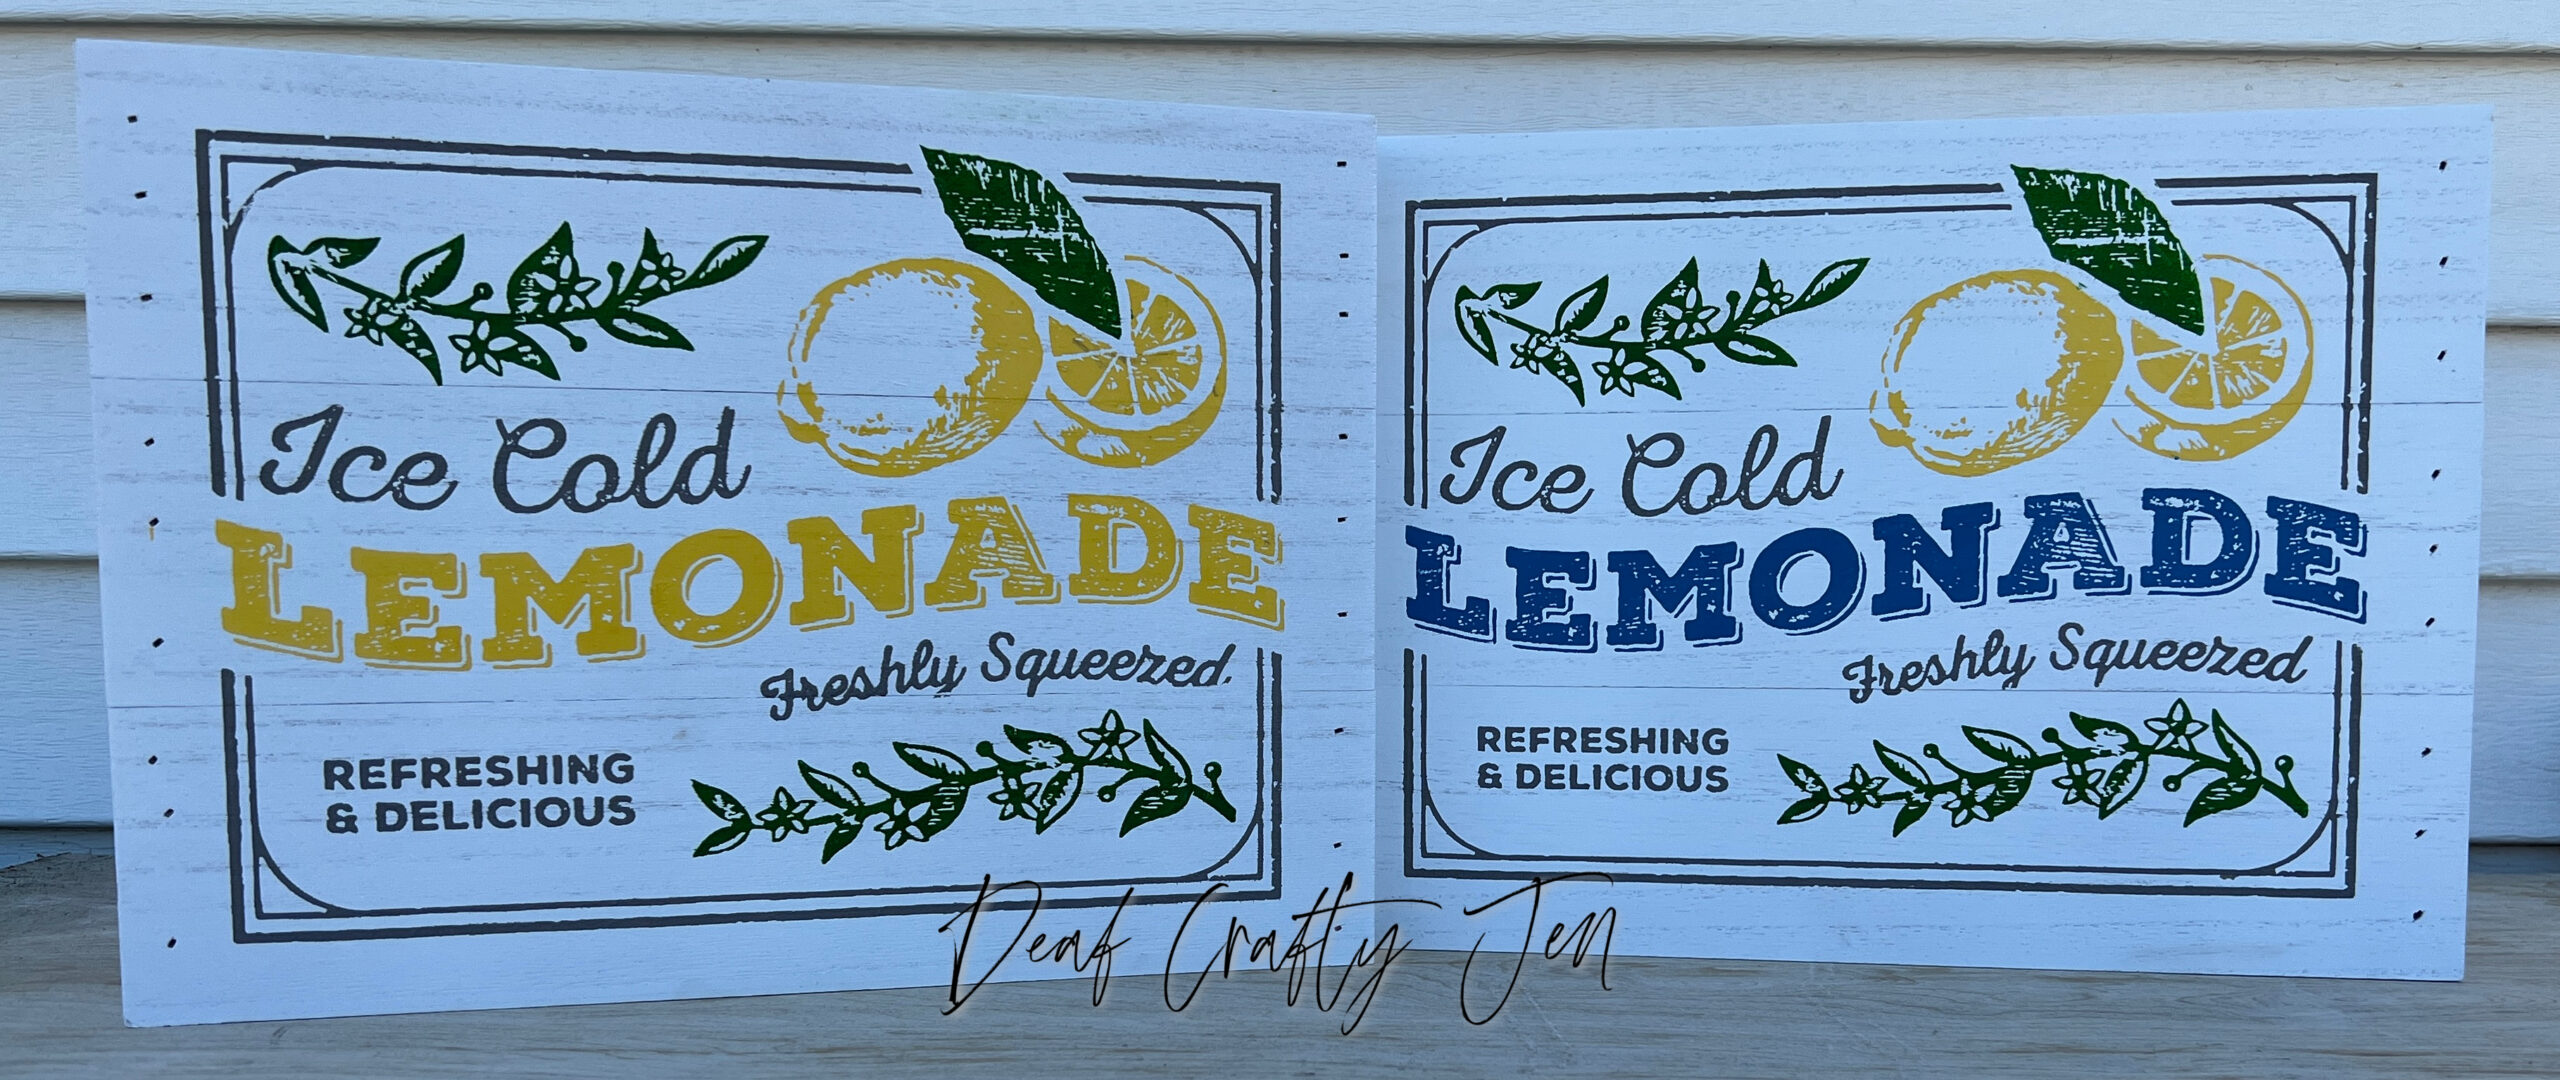 Ice Cold
LEMONADE
Freshly Squeezed.
REFRESHING
& DELICIOUS
Ice Cold
LEMONADE
Freshly Squeezed
REFRESHING
& DELICIOUS
Deaf Crafty Jen